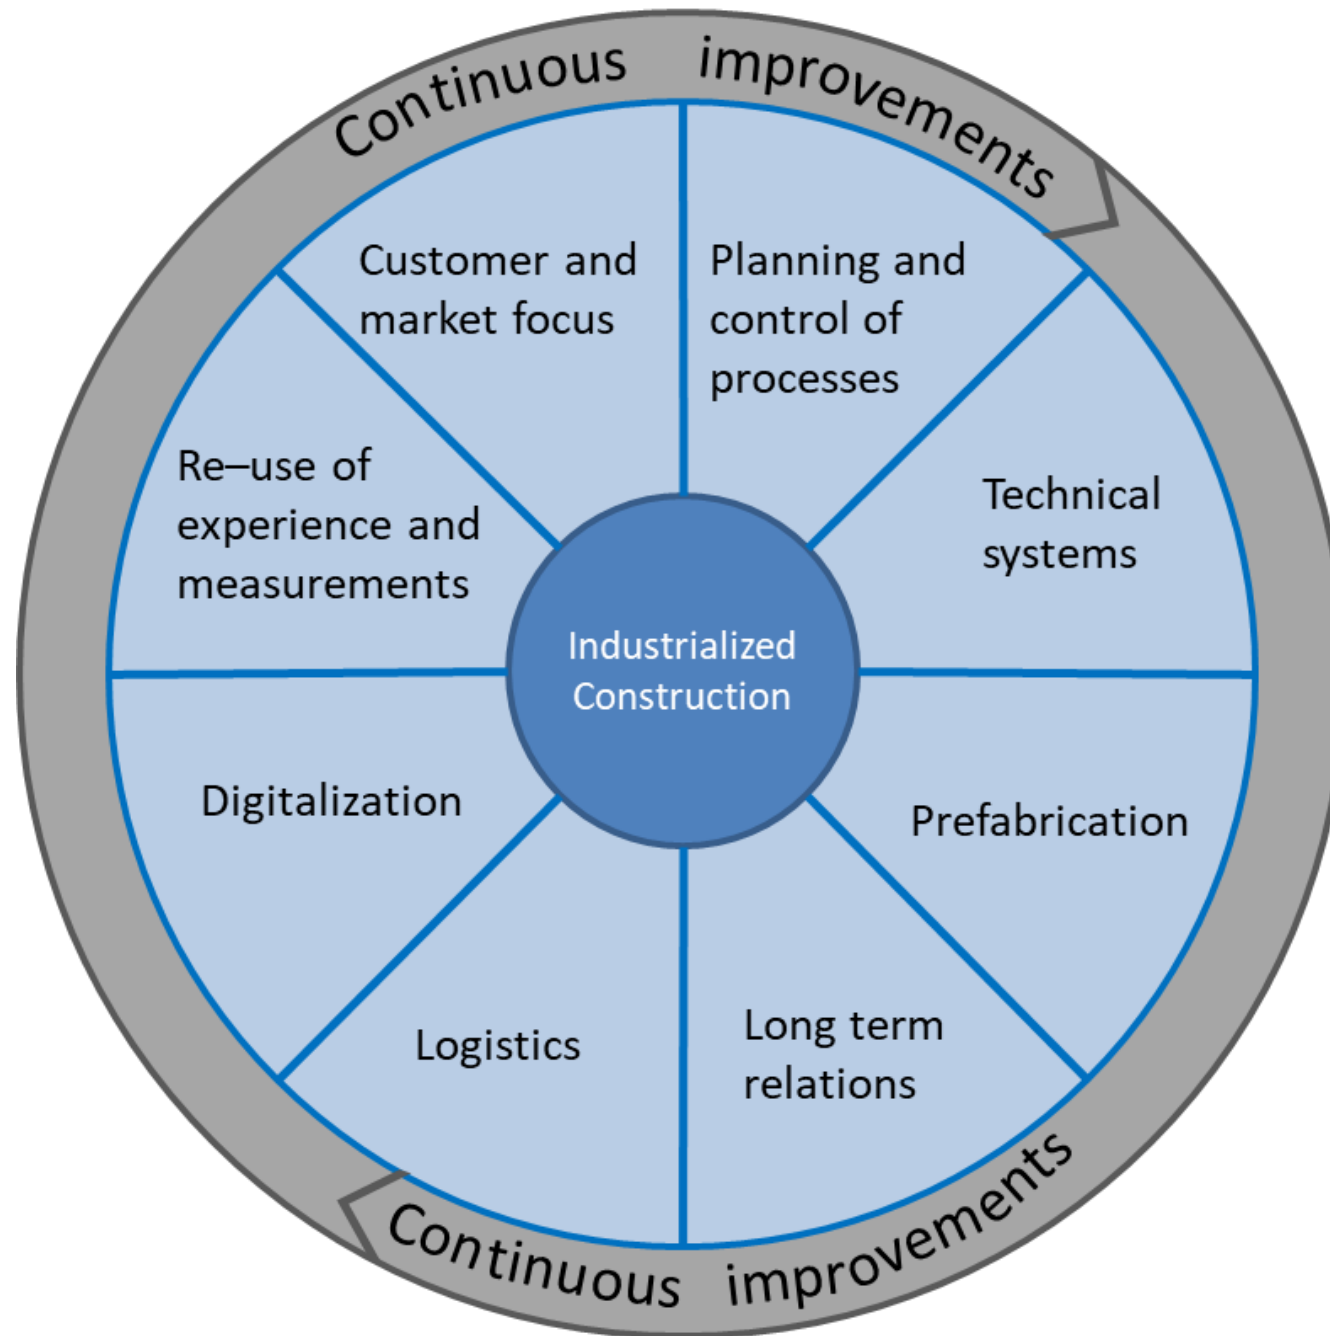 Continuous improvements
Customer and
market focus
Planning and
control of
processes
Technical
systems
Prefabrication
Long term
relations
Logistics
Digitalization
Re–use of
experience and
measurements
Industrialized
Construction
Continuous improvements